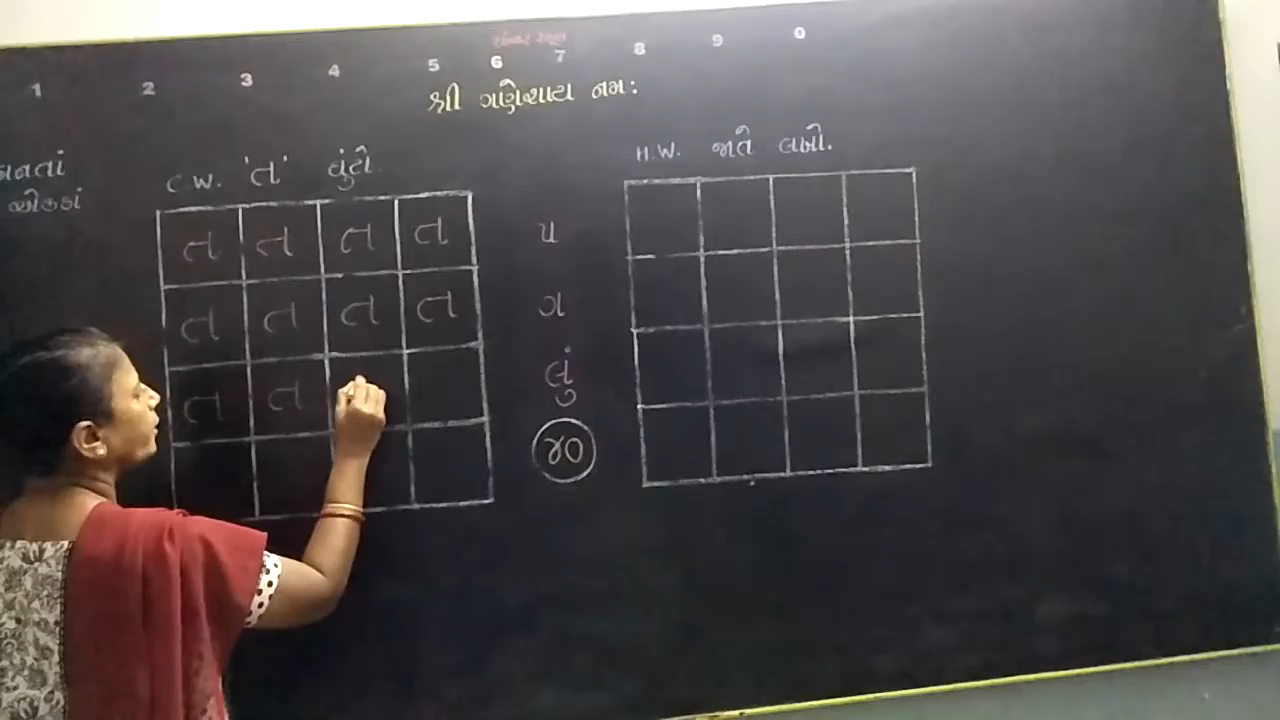 1 2 3 4 5 6 7 8 9 0
શ્રી ગણેશાય નમઃ
C.W. 'ત' ઘુંટો.
ત ત ત ત
ત ત ત ત
ત ત
પ
ગ
લું
૪૦
H.W. જાતે લખો.